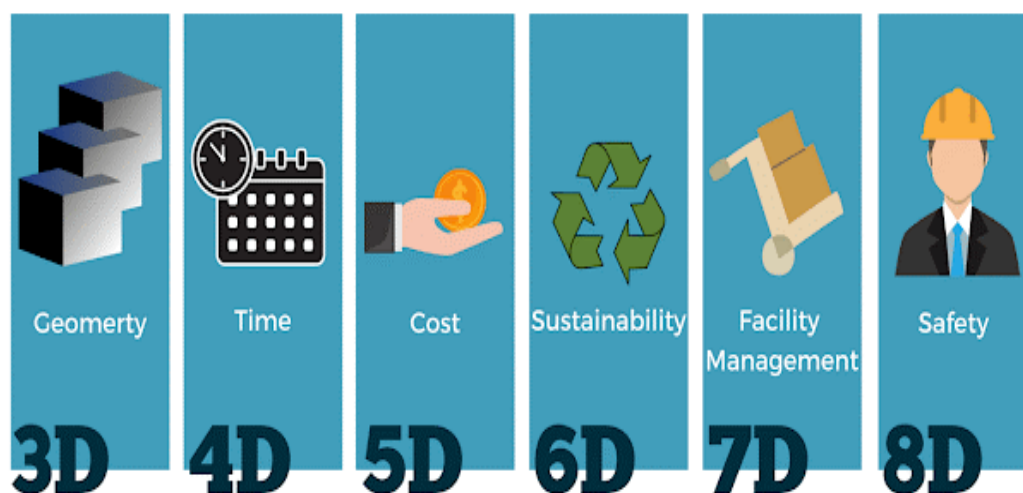 Geomerty
Time
Cost
Sustainability
Facility
Management
Safety
3D
4D
5D
6D
7D
8D